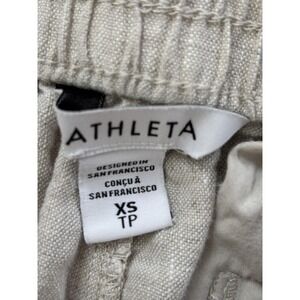 ATHLETA
DESIGNED IN
SAN FRANCISCO
CONÇU À
SAN FRANCISCO
XS
TP